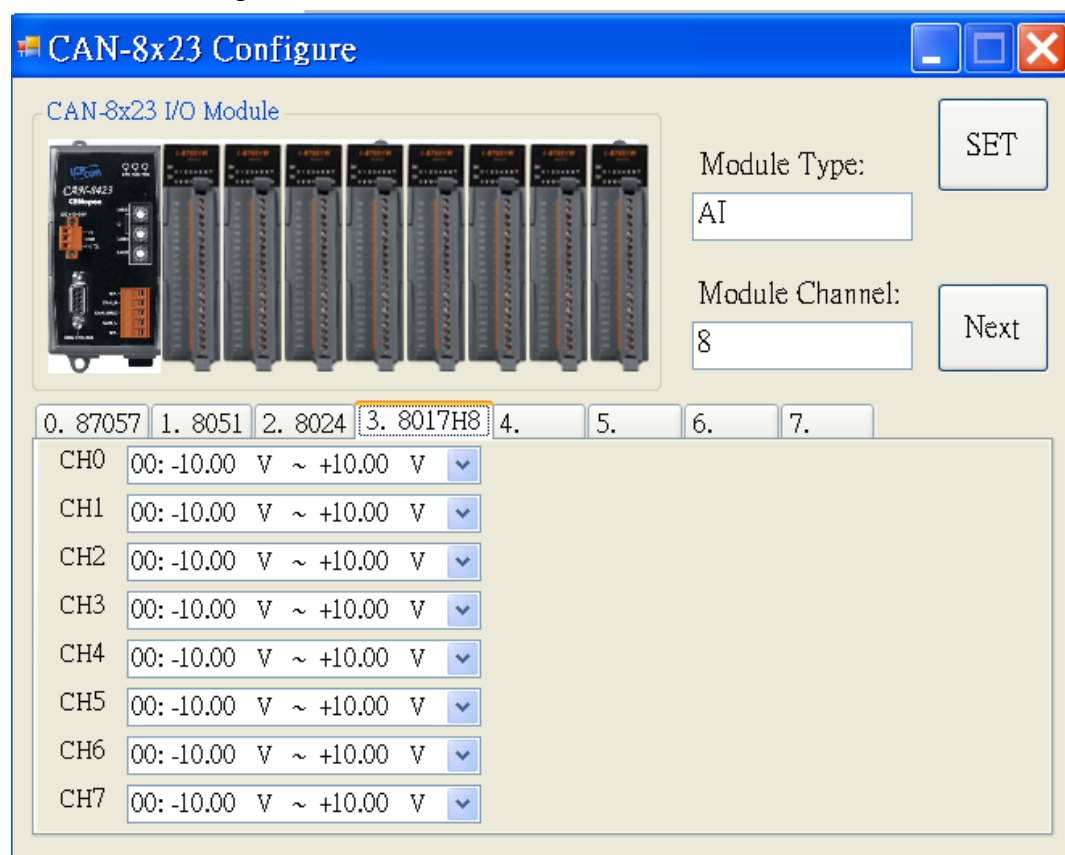 CAN-8x23 Configure
CAN-8x23 I/O Module
CAN-8423
CANopen
Module Type:
AI
SET
Module Channel:
8
Next
0. 87057 1. 8051 2. 8024 3. 8017H8 4. 5. 6. 7.
CH0 00: -10.00 V ~ +10.00 V
CH1 00: -10.00 V ~ +10.00 V
CH2 00: -10.00 V ~ +10.00 V
CH3 00: -10.00 V ~ +10.00 V
CH4 00: -10.00 V ~ +10.00 V
CH5 00: -10.00 V ~ +10.00 V
CH6 00: -10.00 V ~ +10.00 V
CH7 00: -10.00 V ~ +10.00 V